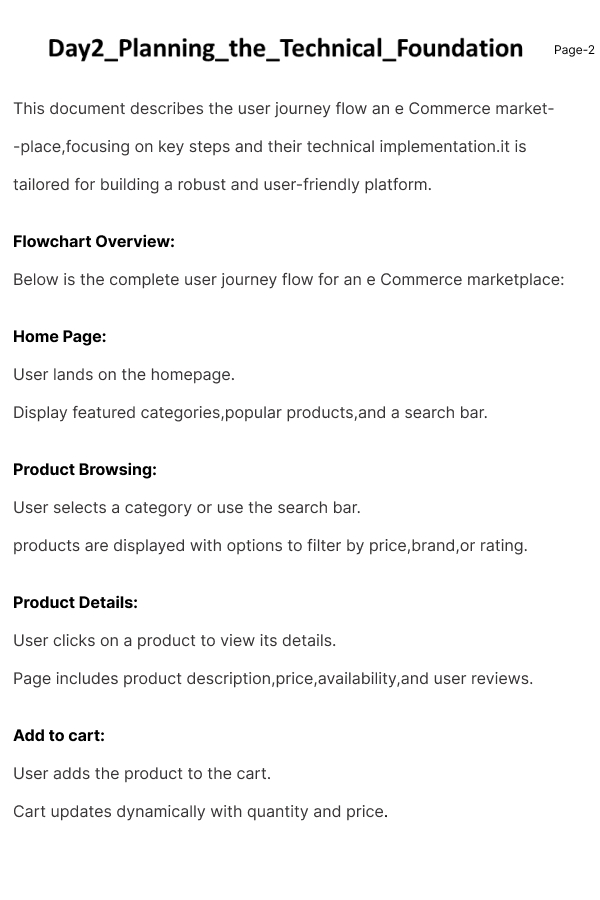 Day2_Planning_the_Technical_Foundation
Page-2
This document describes the user journey flow an e Commerce market-
-place,focusing on key steps and their technical implementation.it is
tailored for building a robust and user-friendly platform.
Flowchart Overview:
Below is the complete user journey flow for an e Commerce marketplace:
Home Page:
User lands on the homepage.
Display featured categories,popular products,and a search bar.
Product Browsing:
User selects a category or use the search bar.
products are displayed with options to filter by price,brand,or rating.
Product Details:
User clicks on a product to view its details.
Page includes product description,price,availability,and user reviews.
Add to cart:
User adds the product to the cart.
Cart updates dynamically with quantity and price.